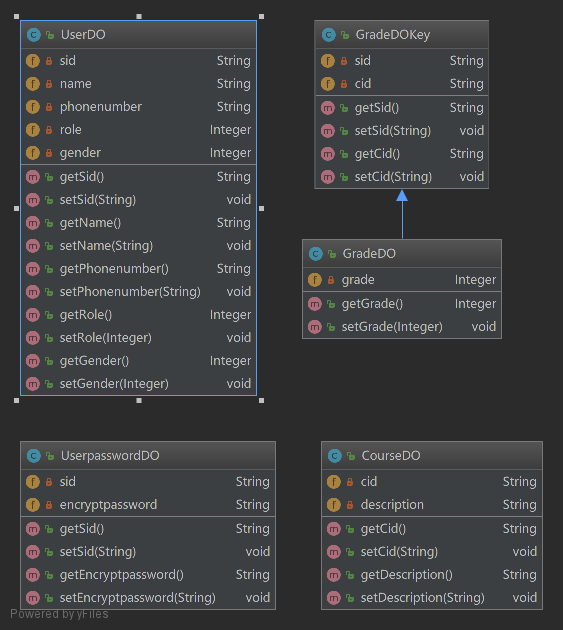 UserDO
sid String
name String
phonenumber String
role Integer
gender Integer
getSid() String
setSid(String) void
getName() String
setName(String) void
getPhonenumber() String
setPhonenumber(String) void
getRole() Integer
setRole(Integer) void
getGender() Integer
setGender(Integer) void
GradeDOKey
sid String
cid String
getSid() String
setSid(String) void
getCid() String
setCid(String) void
GradeDO
grade Integer
getGrade() Integer
setGrade(Integer) void
UserpasswordDO
sid String
encryptpassword String
getSid() String
setSid(String) void
getEncryptpassword() String
setEncryptpassword(String) void
CourseDO
cid String
description String
getCid() String
setCid(String) void
getDescription() String
setDescription(String) void
Powered by yFiles